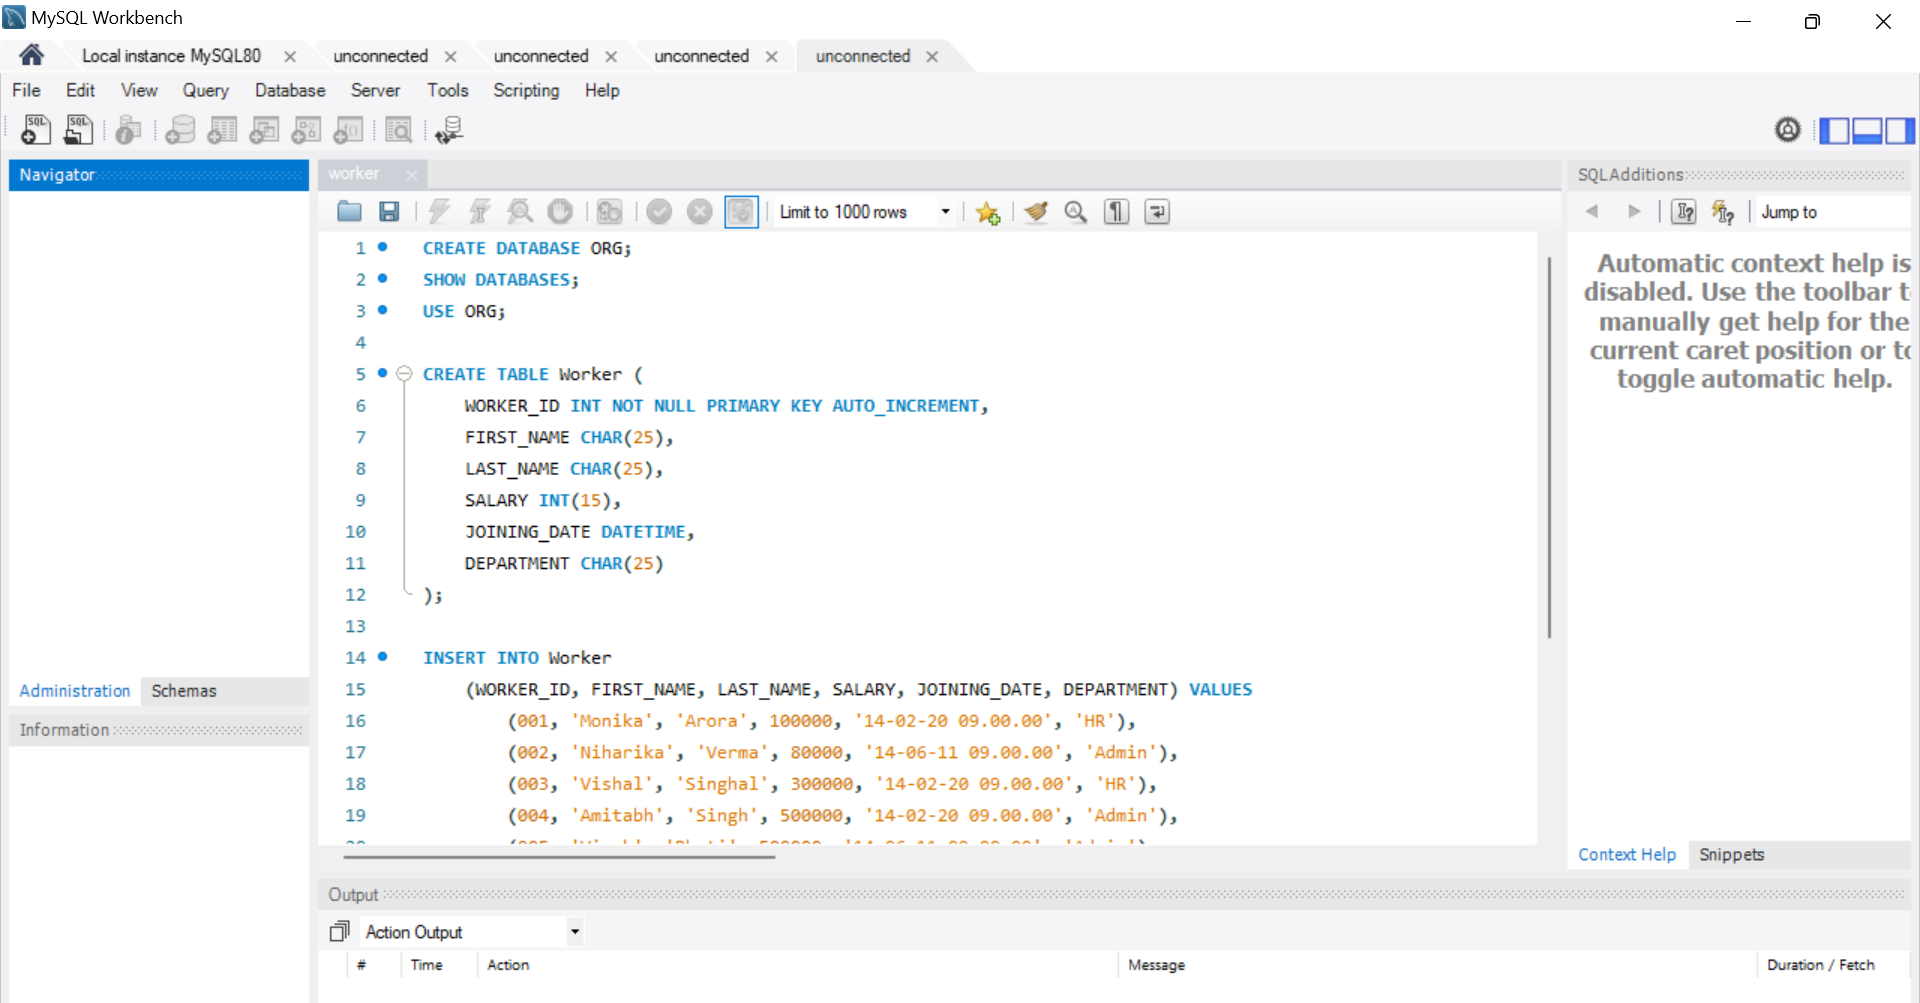 MySQL Workbench
Local instance MySQL80 unconnected unconnected unconnected unconnected
File Edit View Query Database Server Tools Scripting Help
Navigator
worker
SQLAdditions
Limit to 1000 rows
Jump to
1 CREATE DATABASE ORG;
2 SHOW DATABASES;
3 USE ORG;
4
5 CREATE TABLE Worker (
6 WORKER_ID INT NOT NULL PRIMARY KEY AUTO_INCREMENT,
7 FIRST_NAME CHAR(25),
8 LAST_NAME CHAR(25),
9 SALARY INT(15),
10 JOINING_DATE DATETIME,
11 DEPARTMENT CHAR(25)
12 );
13
14 INSERT INTO Worker
15 (WORKER_ID, FIRST_NAME, LAST_NAME, SALARY, JOINING_DATE, DEPARTMENT) VALUES
16 (001, 'Monika', 'Arora', 100000, '14-02-20 09.00.00', 'HR'),
17 (002, 'Niharika', 'Verma', 80000, '14-06-11 09.00.00', 'Admin'),
18 (003, 'Vishal', 'Singhal', 300000, '14-02-20 09.00.00', 'HR'),
19 (004, 'Amitabh', 'Singh', 500000, '14-02-20 09.00.00', 'Admin'),
Automatic context help is
disabled. Use the toolbar
manually get help for the
current caret position or
toggle automatic help.
Administration Schemas
Information
Context Help Snippets
Output
Action Output
# Time Action Message Duration / Fetch